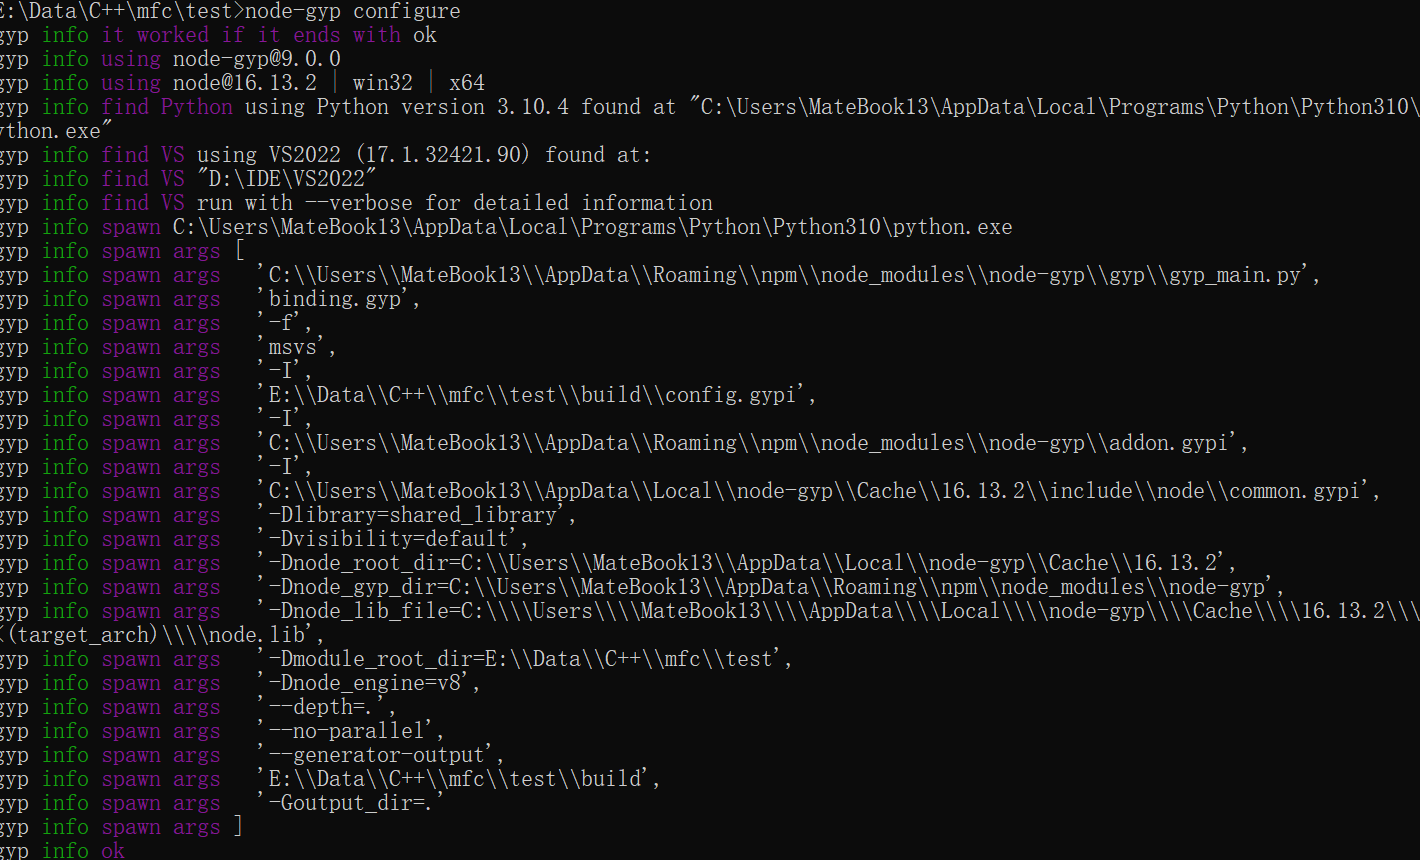 E:\Data\C++\mfc\test>node-gyp configure
gyp info it worked if it ends with ok
gyp info using node-gyp@9.0.0
gyp info using node@16.13.2 | win32 | x64
gyp info find Python using Python version 3.10.4 found at "C:\Users\MateBook13\AppData\Local\Programs\Python\Python310\
ython.exe"
gyp info find VS using VS2022 (17.1.32421.90) found at:
gyp info find VS "D:\IDE\VS2022"
gyp info find VS run with --verbose for detailed information
gyp info spawn C:\Users\MateBook13\AppData\Local\Programs\Python\Python310\python.exe
gyp info spawn args [
gyp info spawn args   'C:\\Users\\MateBook13\\AppData\\Roaming\\npm\\node_modules\\node-gyp\\gyp\\gyp_main.py',
gyp info spawn args   'binding.gyp',
gyp info spawn args   '-f',
gyp info spawn args   'msvs',
gyp info spawn args   '-I',
gyp info spawn args   'E:\\Data\\C++\\mfc\\test\\build\\config.gypi',
gyp info spawn args   '-I',
gyp info spawn args   'C:\\Users\\MateBook13\\AppData\\Roaming\\npm\\node_modules\\node-gyp\\addon.gypi',
gyp info spawn args   '-I',
gyp info spawn args   'C:\\Users\\MateBook13\\AppData\\Local\\node-gyp\\Cache\\16.13.2\\include\\node\\common.gypi',
gyp info spawn args   '-Dlibrary=shared_library',
gyp info spawn args   '-Dvisibility=default',
gyp info spawn args   '-Dnode_root_dir=C:\\Users\\MateBook13\\AppData\\Local\\node-gyp\\Cache\\16.13.2',
gyp info spawn args   '-Dnode_gyp_dir=C:\\Users\\MateBook13\\AppData\\Roaming\\npm\\node_modules\\node-gyp',
gyp info spawn args   '-Dnode_lib_file=C:\\\\Users\\\\MateBook13\\\\AppData\\\\Local\\\\node-gyp\\\\Cache\\\\16.13.2\\\
<(target_arch)\\\\node.lib',
gyp info spawn args   '-Dmodule_root_dir=E:\\Data\\C++\\mfc\\test',
gyp info spawn args   '-Dnode_engine=v8',
gyp info spawn args   '--depth=.',
gyp info spawn args   '--no-parallel',
gyp info spawn args   '--generator-output',
gyp info spawn args   'E:\\Data\\C++\\mfc\\test\\build',
gyp info spawn args   '-Goutput_dir=.'
gyp info spawn args ]
gyp info ok